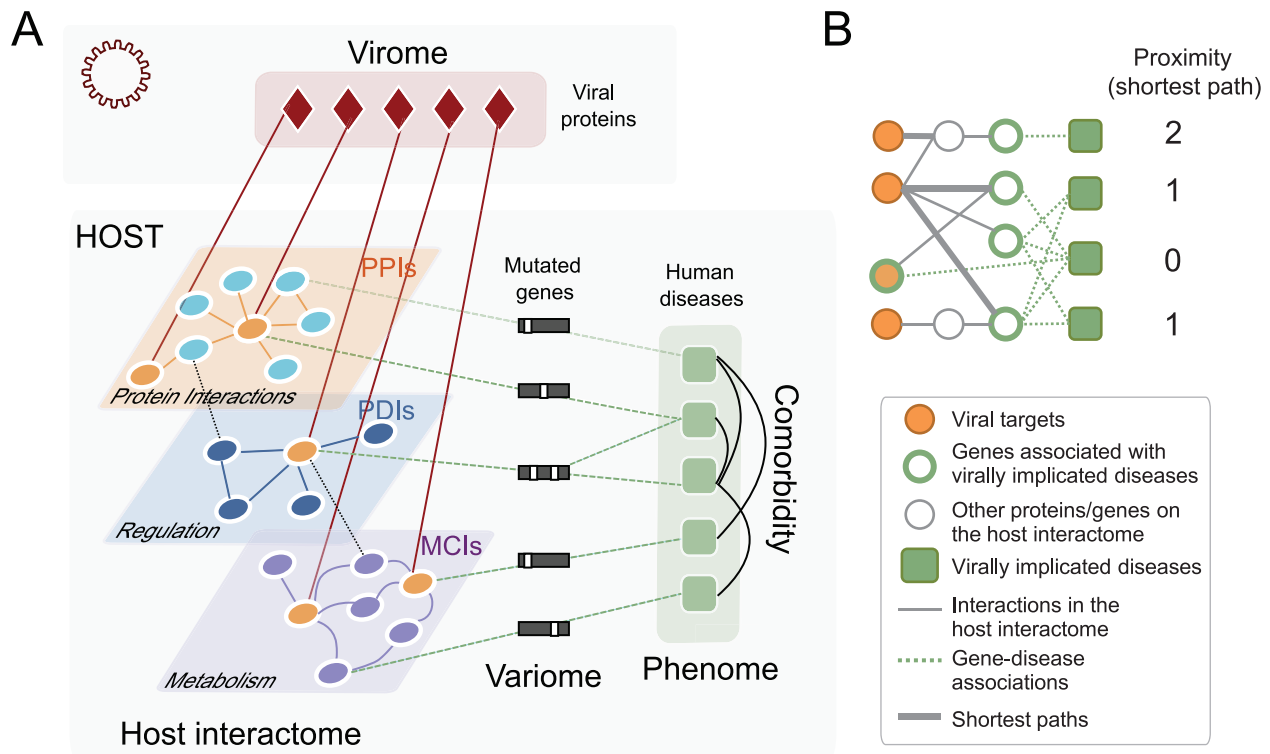 A
Virome
Viral
proteins
HOST
PPIs
Mutated
genes
Human
diseases
Protein Interactions
PDIs
Regulation
MCIs
Metabolism
Comorbidity
Variome
Phenome
Host interactome
B
Proximity
(shortest path)
2
1
0
1
Viral targets
Genes associated with
virally implicated diseases
Other proteins/genes on
the host interactome
Virally implicated diseases
Interactions in the
host interactome
Gene-disease
associations
Shortest paths